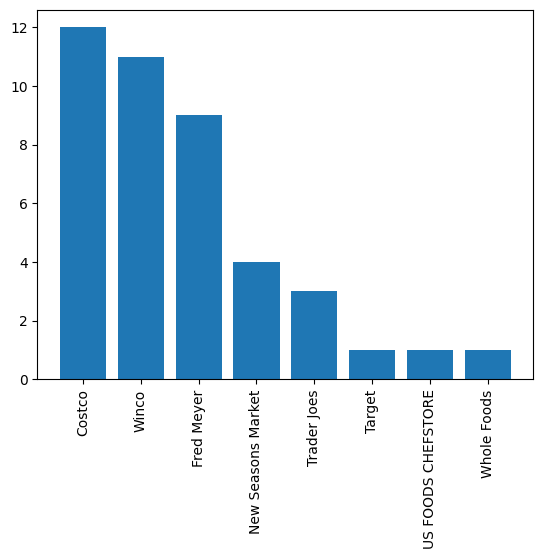 12
10
8
6
4
2
0
Costco
Winco
Fred Meyer
New Seasons Market
Trader Joes
Target
US FOODS CHEFSTORE
Whole Foods